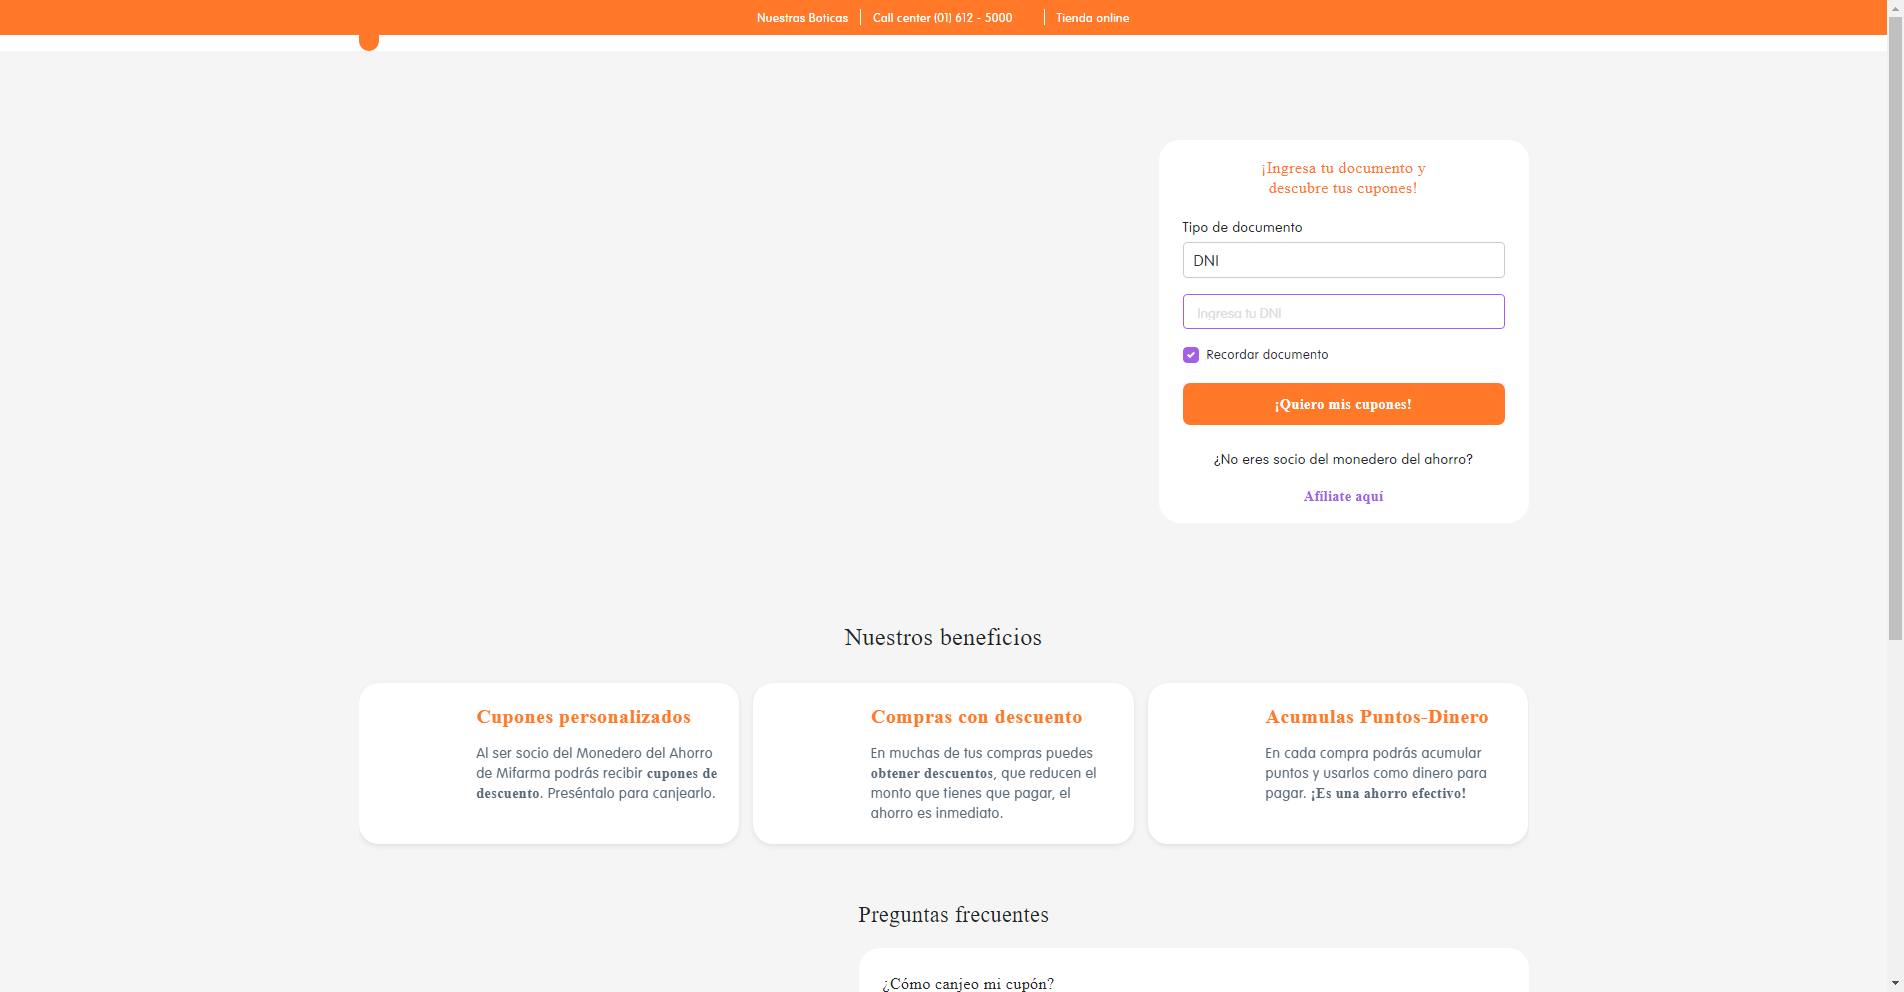 Nuestras Boticas
Call center (01) 612 - 5000
Tienda online
¡Ingresa tu documento y
descubre tus cupones!
Tipo de documento
DNI
Ingresa tu DNI
Recordar documento
¡Quiero mis cupones!
¿No eres socio del monedero del ahorro?
Afíliate aquí
Nuestros beneficios
Cupones personalizados
Al ser socio del Monedero del Ahorro
de Mifarma podrás recibir cupones de
descuento. Preséntalo para canjearlo.
Compras con descuento
En muchas de tus compras puedes
obtener descuentos, que reducen el
monto que tienes que pagar, el
ahorro es inmediato.
Acumulas Puntos-Dinero
En cada compra podrás acumular
puntos y usarlos como dinero para
pagar. ¡Es una ahorro efectivo!
Preguntas frecuentes
¿Cómo canjeo mi cupón?